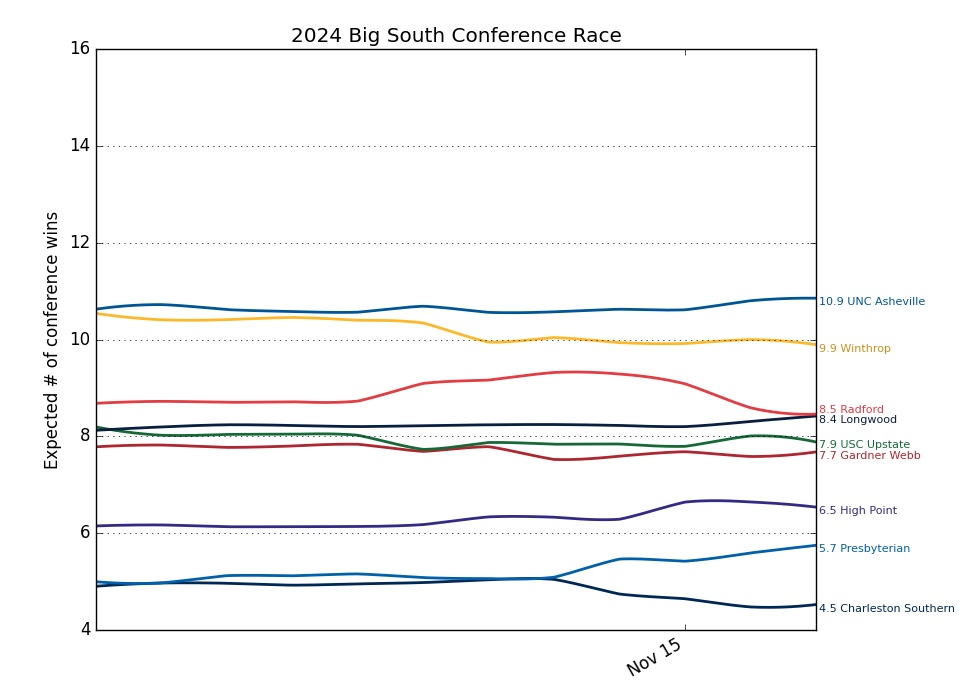 2024 Big South Conference Race
16
14
12
10
8
6
4
Expected # of conference wins
Nov 15
10.9 UNC Asheville
9.9 Winthrop
8.5 Radford
8.4 Longwood
7.9 USC Upstate
7.7 Gardner Webb
6.5 High Point
5.7 Presbyterian
4.5 Charleston Southern